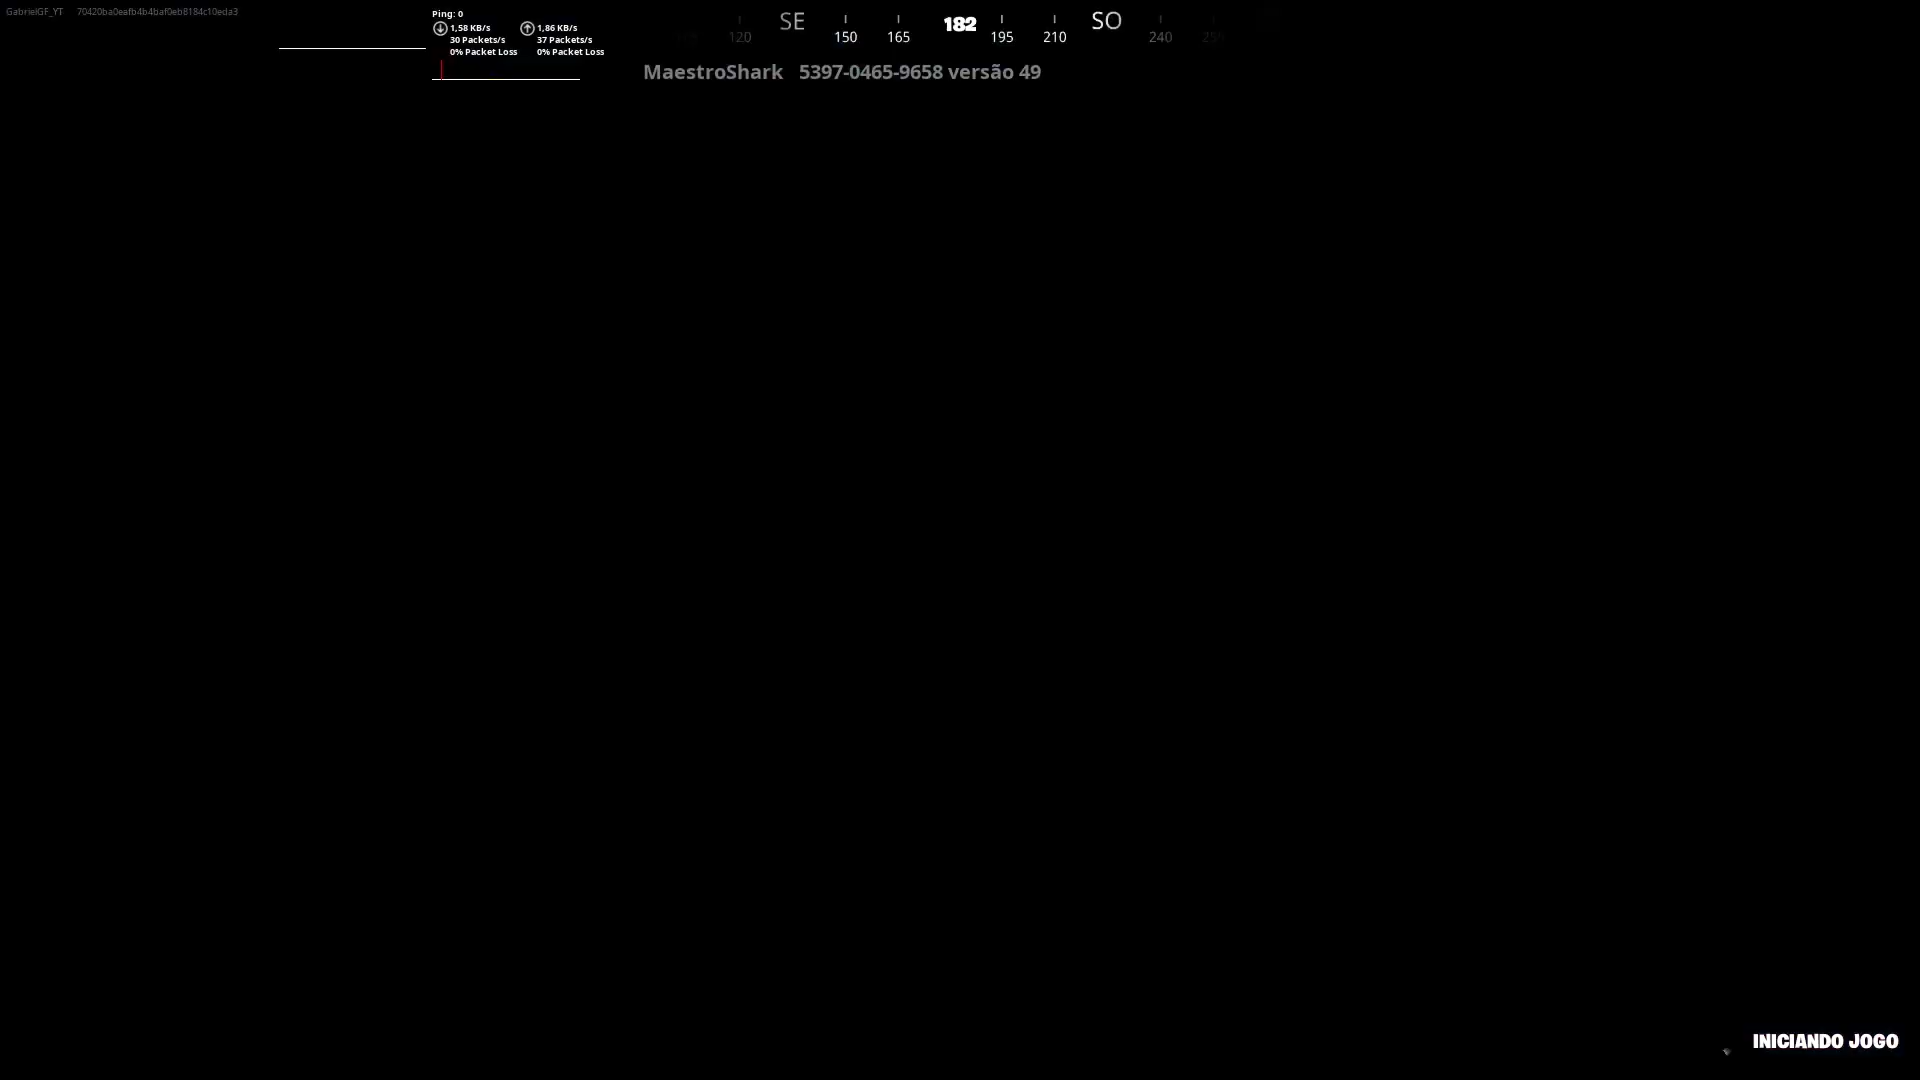 GabrielGF_YT 70420ba0eafb4b4baf0eb8184c10eda3
Ping: 0
1,58 KB/s 1,86 KB/s
30 Packets/s 37 Packets/s
0% Packet Loss 0% Packet Loss
SE 182 SO
120 150 165 195 210 240
MaestroShark 5397-0465-9658 versão 49
INICIANDO JOGO